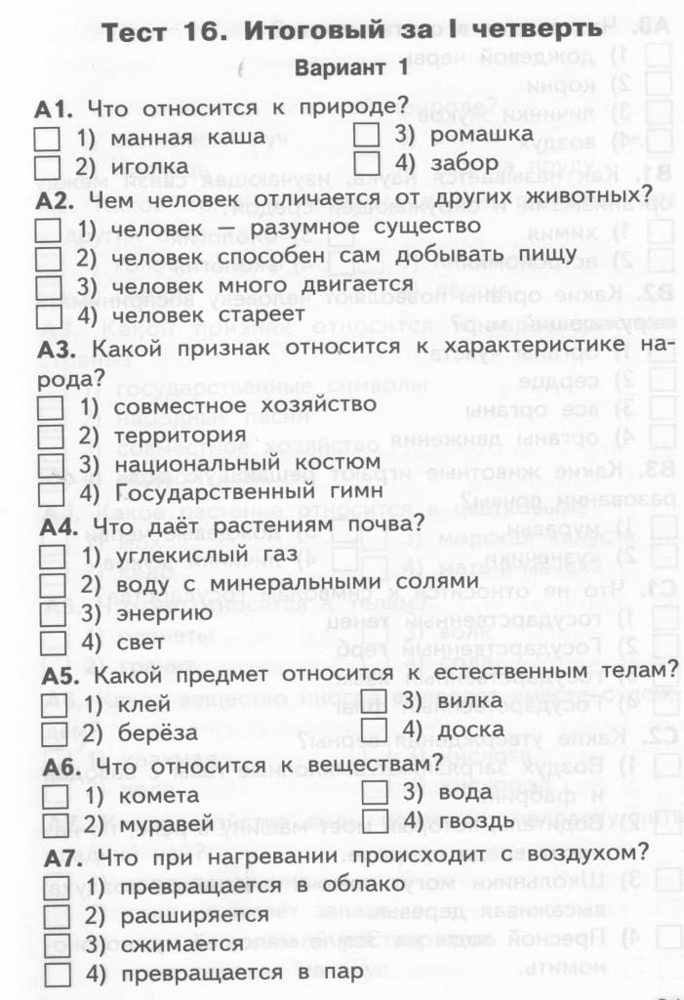 Тест 16. Итоговый за I четверть
Вариант 1
А1. Что относится к природе?
1) манная каша
3) ромашка
2) иголка
4) забор
А2. Чем человек отличается от других животных?
1) человек — разумное существо
2) человек способен сам добывать пищу
3) человек много двигается
4) человек стареет
А3. Какой признак относится к характеристике на-
рода?
1) совместное хозяйство
2) территория
3) национальный костюм
4) Государственный гимн
А4. Что даёт растениям почва?
1) углекислый газ
2) воду с минеральными солями
3) энергию
4) свет
А5. Какой предмет относится к естественным телам?
1) клей
3) вилка
2) берёза
4) доска
А6. Что относится к веществам?
1) комета
3) вода
2) муравей
4) гвоздь
А7. Что при нагревании происходит с воздухом?
1) превращается в облако
2) расширяется
3) сжимается
4) превращается в пар